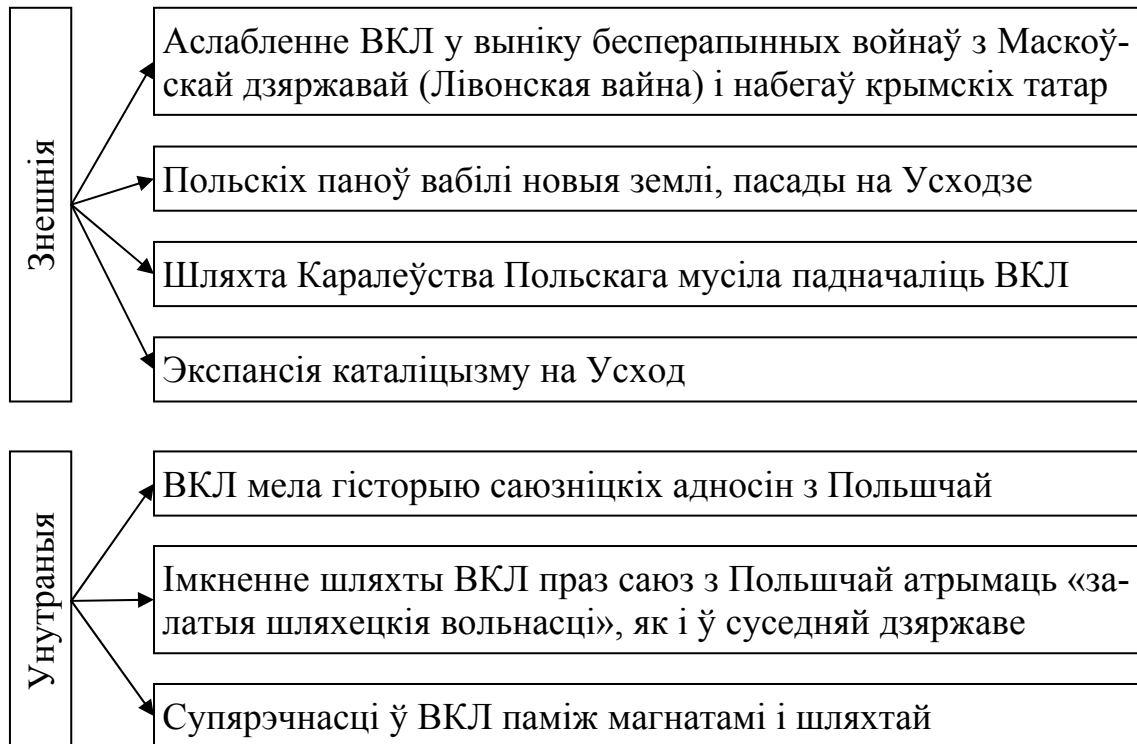 Знешнія
Аслабленне ВКЛ у выніку бесперапынных войнаў з Маскоў-
скай дзяржавай (Лівонская вайна) і набегаў крымскіх татар
Польскіх паноў вабілі новыя землі, пасады на Усходзе
Шляхта Каралеўства Польскага мусіла падначаліць ВКЛ
Экспансія каталіцызму на Усход
Унутраныя
ВКЛ мела гісторыю саюзніцкіх адносін з Польшчай
Імкненне шляхты ВКЛ праз саюз з Польшчай атрымаць «за-
латыя шляхецкія вольнасці», як і ў суседняй дзяржаве
Супярэчнасці ў ВКЛ паміж магнатамі і шляхтай